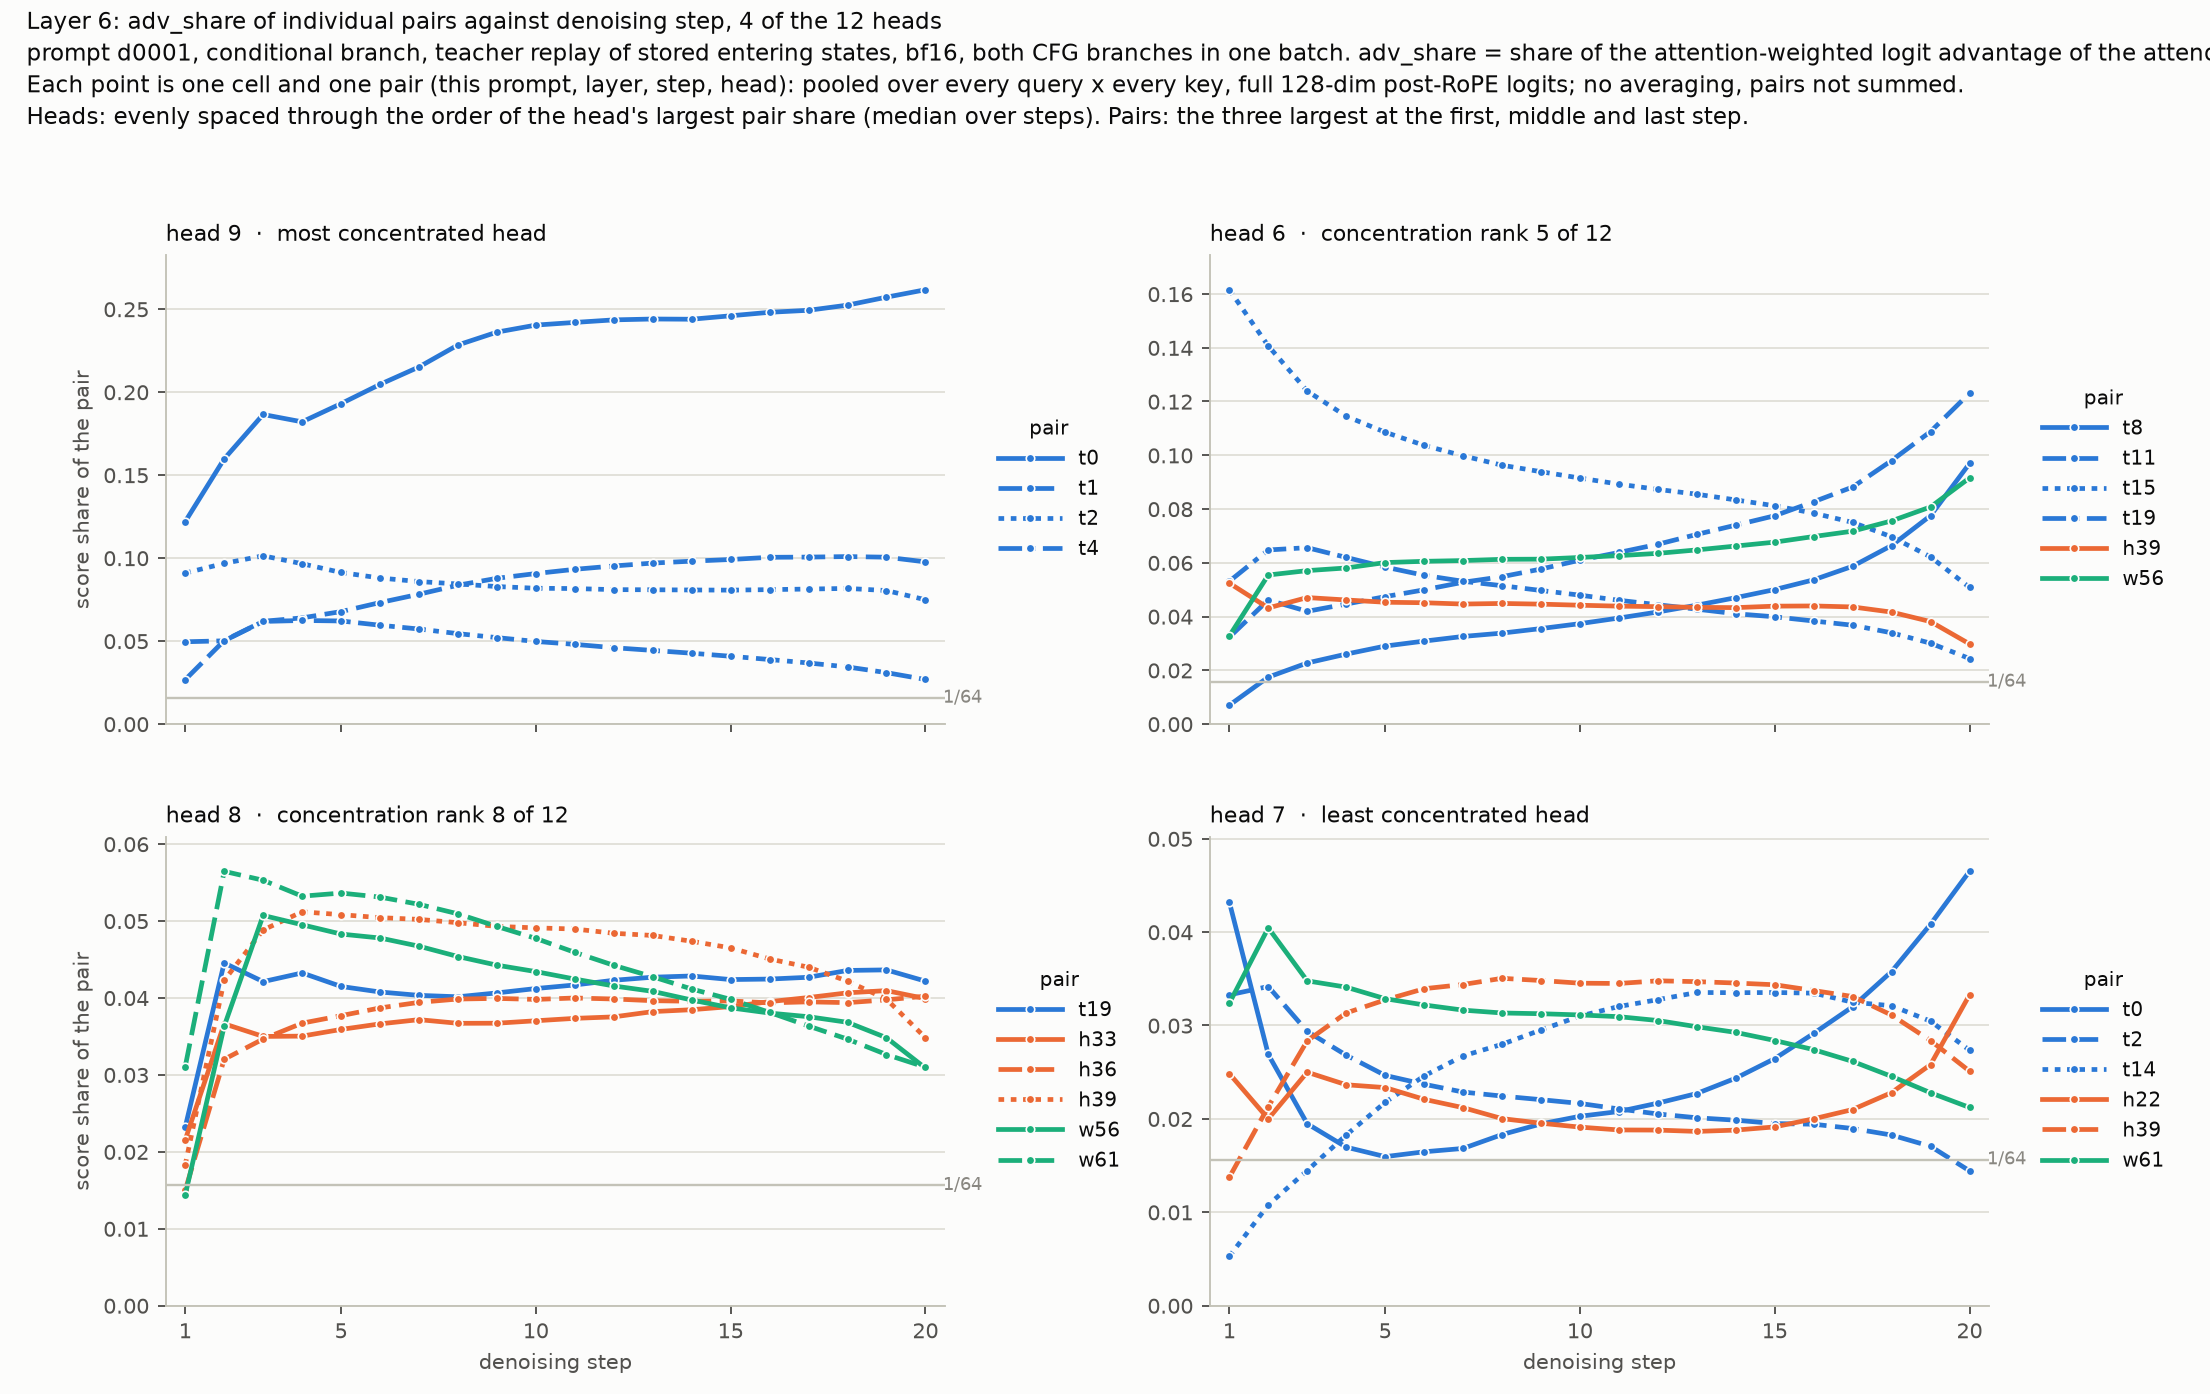 Layer 6: adv_share of individual pairs against denoising step, 4 of the 12 heads
prompt d0001, conditional branch, teacher replay of stored entering states, bf16, both CFG branches in one batch. adv_share = share of the attention-weighted logit advantage of the
Each point is one cell and one pair (this prompt, layer, step, head): pooled over every query x every key, full 128-dim post-RoPE logits; no averaging, pairs not summed.
Heads: evenly spaced through the order of the head's largest pair share (median over steps). Pairs: the three largest at the first, middle and last step.
head 9 · most concentrated head
score share of the pair
0.25
0.20
0.15
0.10
0.05
0.00
1/64
pair
t0
t1
t2
t4
head 6 · concentration rank 5 of 12
0.16
0.14
0.12
0.10
0.08
0.06
0.04
0.02
0.00
1/64
pair
t8
t11
t15
t19
h39
w56
head 8 · concentration rank 8 of 12
score share of the pair
0.06
0.05
0.04
0.03
0.02
0.01
0.00
1/64
1 5 10 15 20
denoising step
pair
t19
h33
h36
h39
w56
w61
head 7 · least concentrated head
0.05
0.04
0.03
0.02
0.01
0.00
1/64
1 5 10 15 20
denoising step
pair
t0
t2
t14
h22
h39
w61